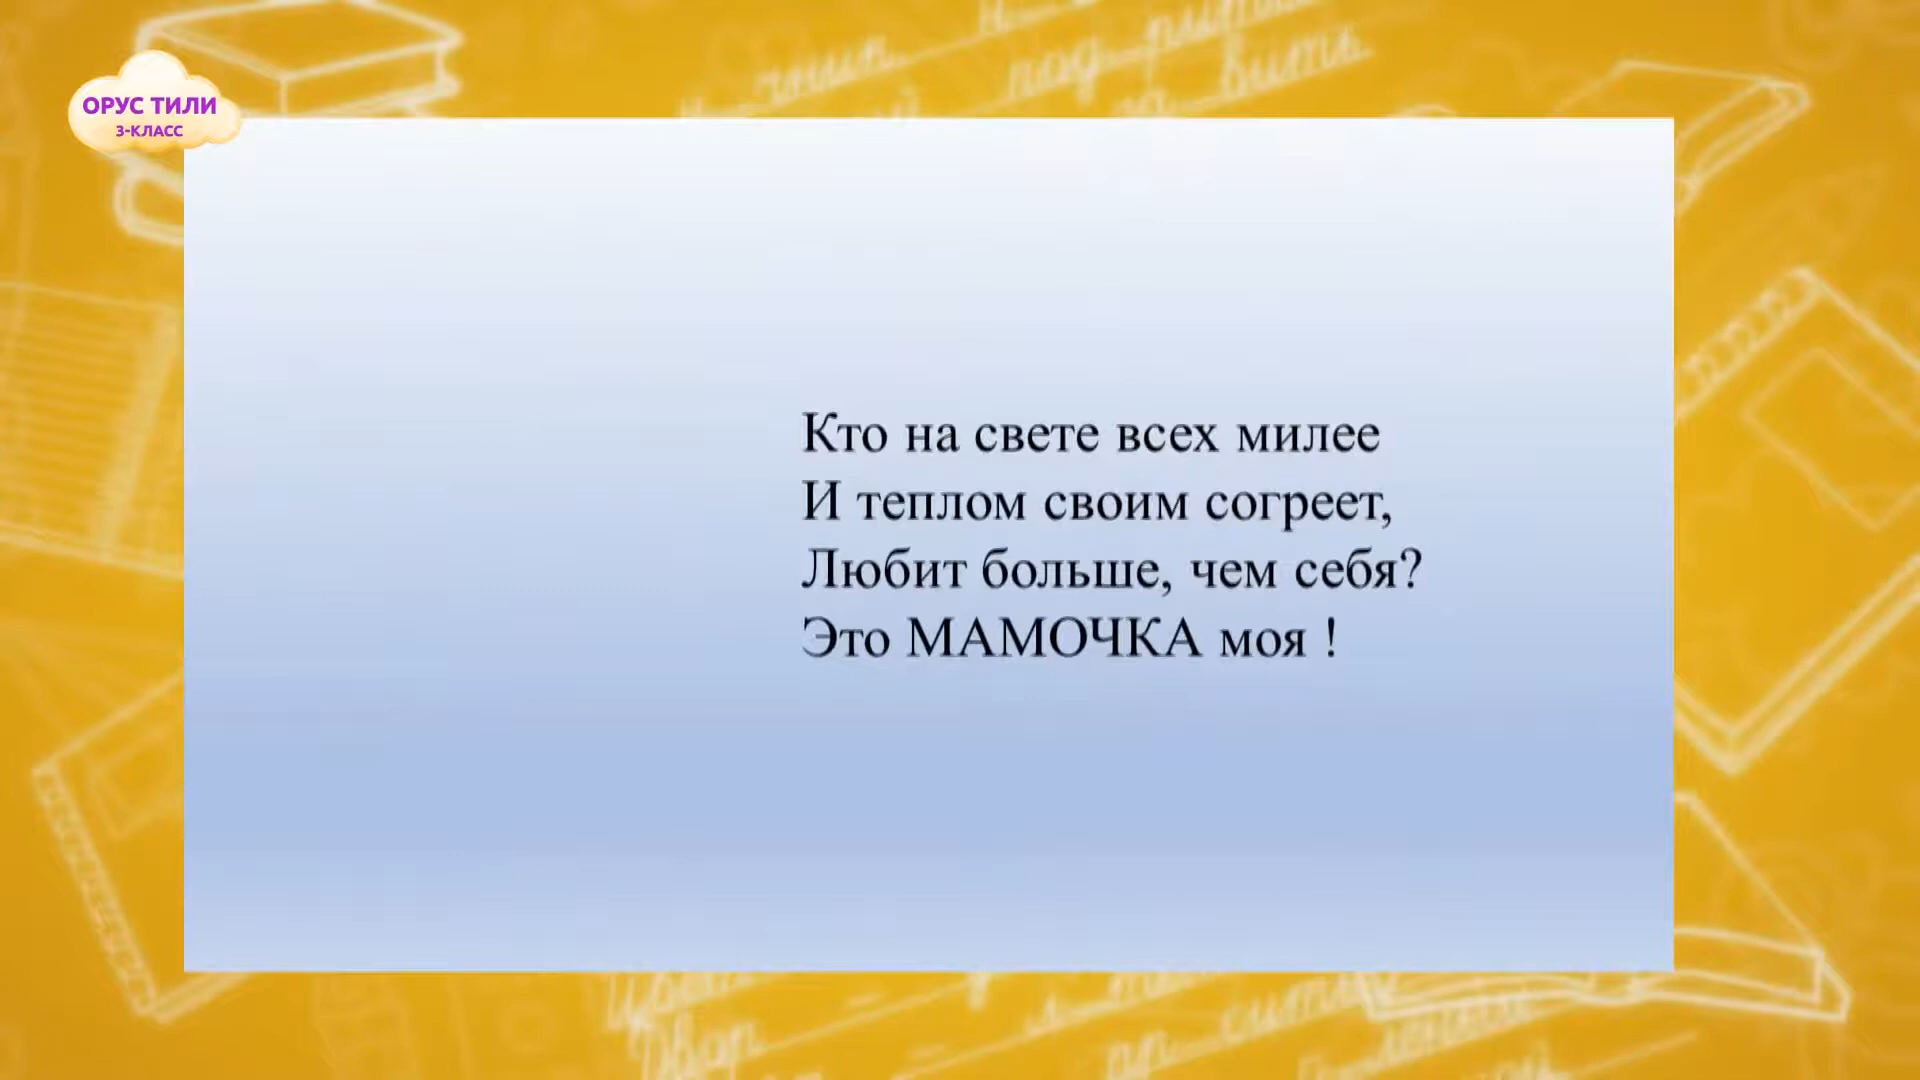 ОРУС ТИЛИ
3-КЛАСС
Кто на свете всех милее
И теплом своим согреет,
Любит больше, чем себя?
Это МАМОЧКА моя !